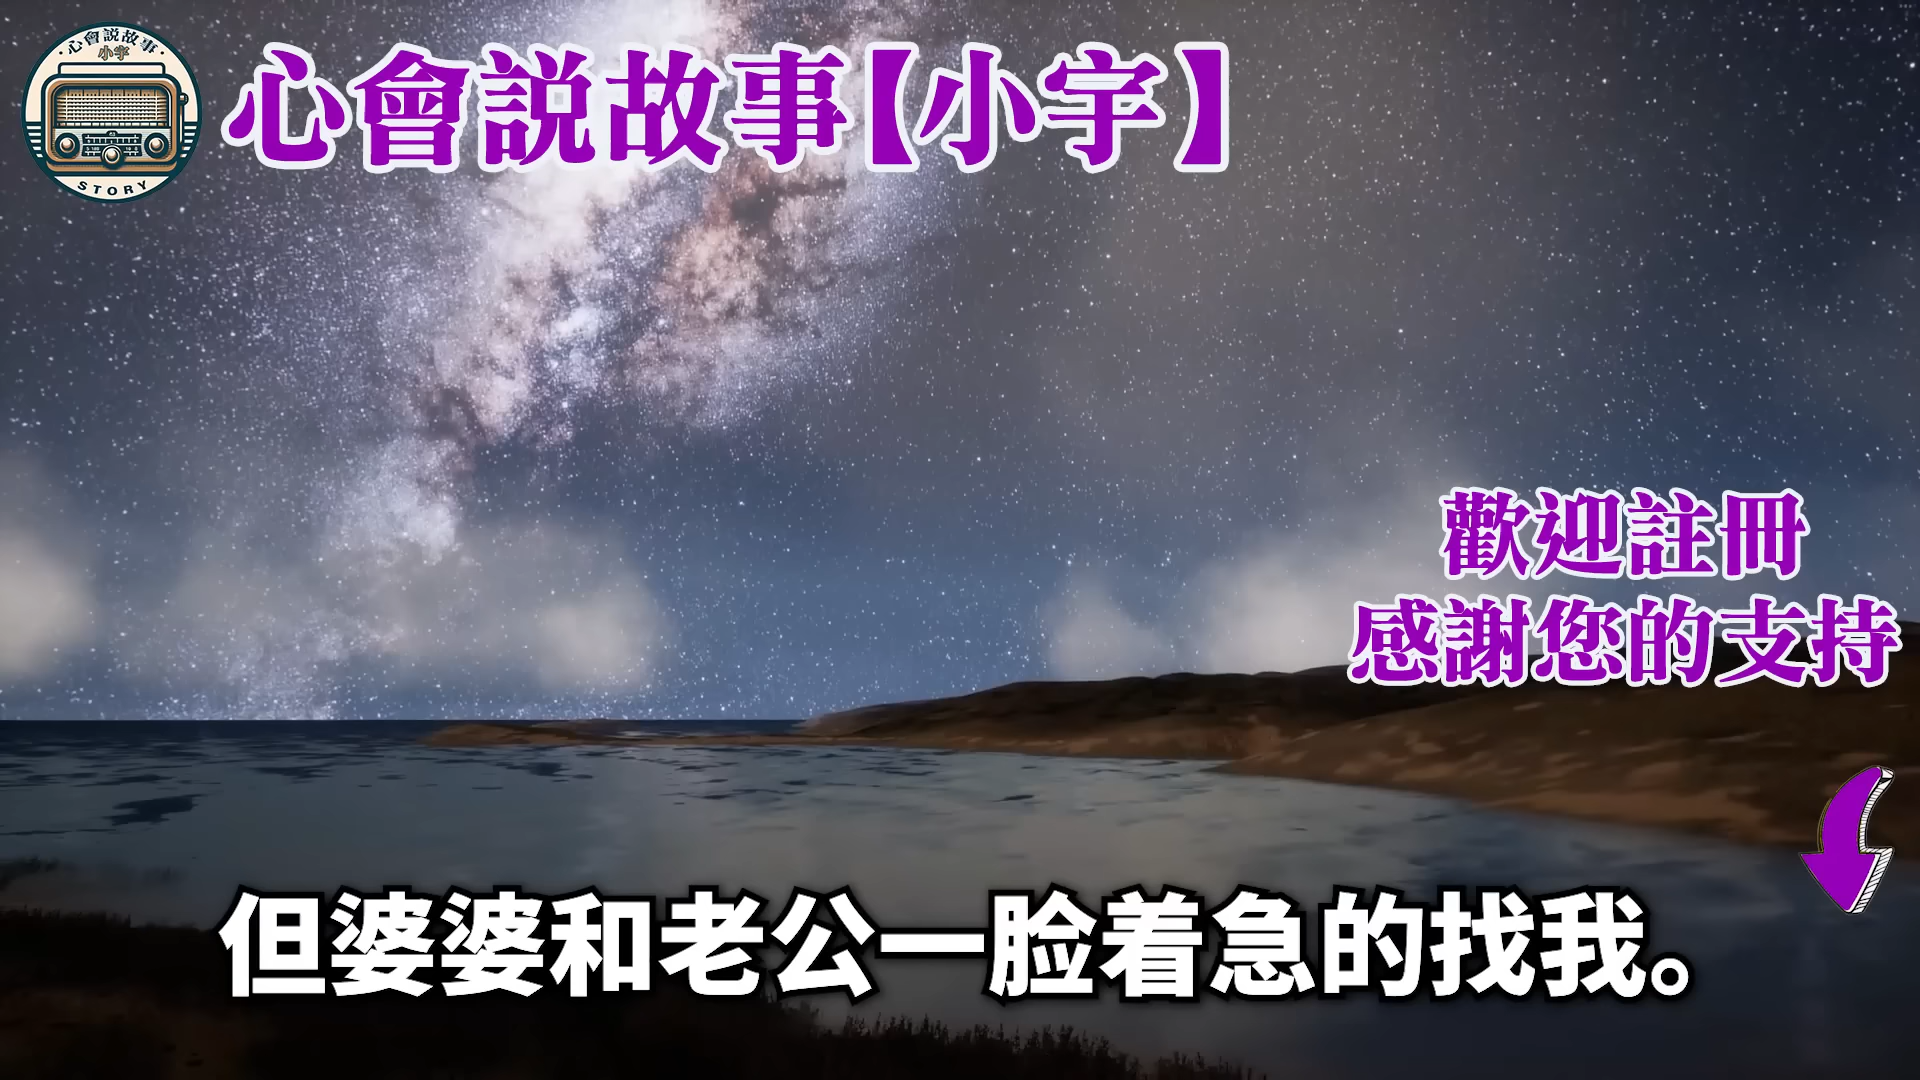 心會説故事
小宇
STORY
心會説故事【小宇】
歡迎註冊
感謝您的支持
但婆婆和老公一脸着急的找我。